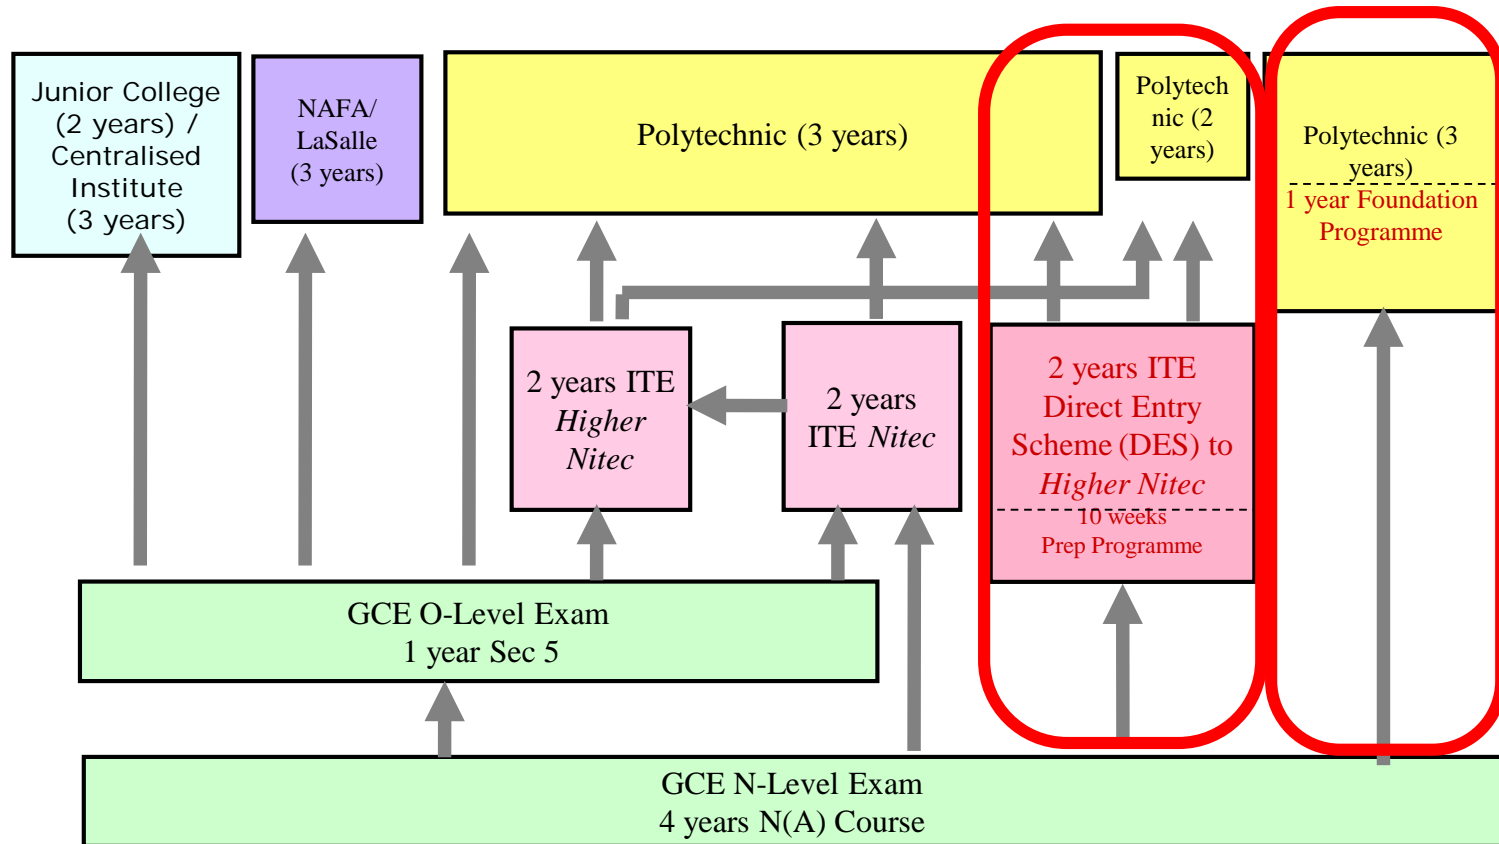 Junior College
(2 years) /
Centralised
Institute
(3 years)
NAFA/
LaSalle
(3 years)
Polytechnic (3 years)
Polytech
nic (2
years)
Polytechnic (3
years)
1 year Foundation
Programme
2 years ITE
Higher
Nitec
2 years
ITE Nitec
2 years ITE
Direct Entry
Scheme (DES) to
Higher Nitec
10 weeks
Prep Programme
GCE O-Level Exam
1 year Sec 5
GCE N-Level Exam
4 years N(A) Course